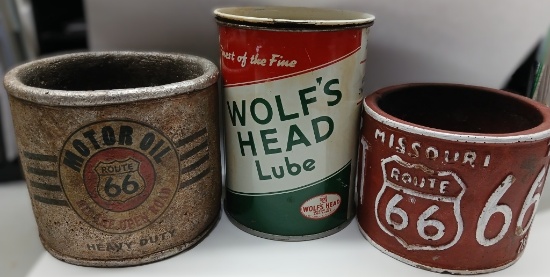 MOTOR OIL
ROUTE
66
HEAVY DUTY
Finest of the Fine
WOLF'S
HEAD
Lube
WOLF'S HEAD
MISSOURI
ROUTE
66
66